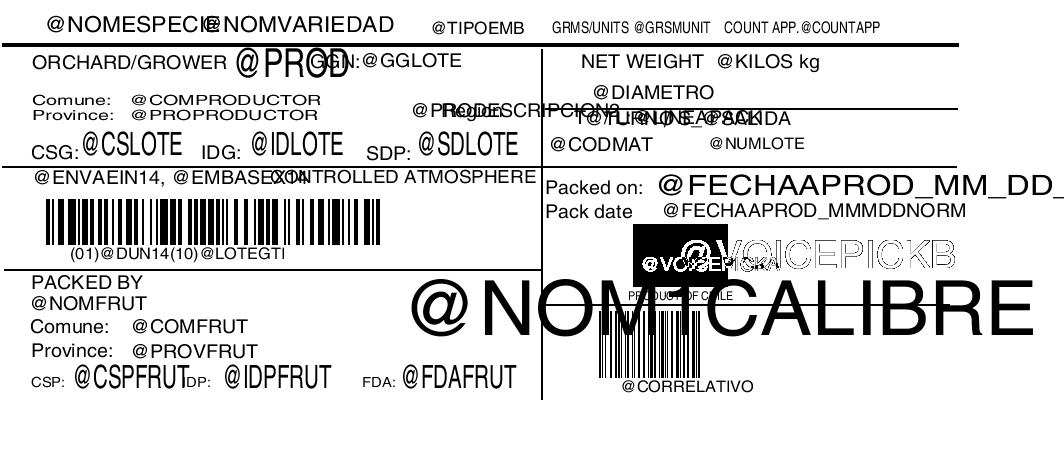 @NOMESPECIE @NOMVARIEDAD @TIPOEMB GRMS/UNITS @GRSMUNIT COUNT APP.@COUNTAPP
ORCHARD/GROWER @PROD GGN:@GGLOTE
NET WEIGHT @KILOS kg
@DIAMETRO
Comune: @COMPRODUCTOR
Province: @PROPRODUCTOR
@PRODESCRIPCION2
Region:
@LINEAPACK
@SALIDA
CSG: @CSLOTE IDG: @IDLOTE SDP: @SDLOTE
@CODMAT @NUMLOTE
@ENVAEIN14, @EMBASEX14 CONTROLLED ATMOSPHERE
Packed on: @FECHAAPROD_MM_DD_
Pack date @FECHAAPROD_MMMDDNORM
(01)@DUN14(10)@LOTEGTI
@VOICEPICKB
@VOICEPICKA
PACKED BY
@NOMFRUT
PRODUCT OF CHILE
@NOM1CALIBRE
Comune: @COMFRUT
Province: @PROVFRUT
CSP: @CSPFRUT IDP: @IDPFRUT FDA: @FDAFRUT
@CORRELATIVO